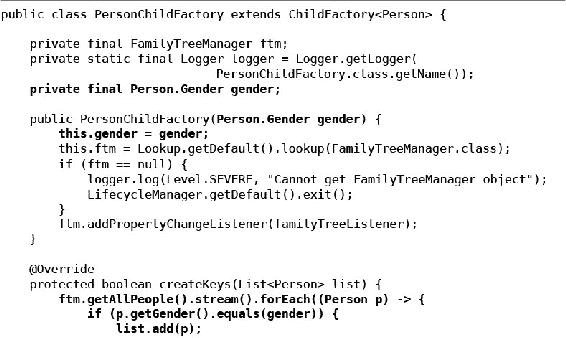 public class PersonChildFactory extends ChildFactory<Person> {
private final FamilyTreeManager ftm;
private static final Logger logger = Logger.getLogger(
PersonChildFactory.class.getName());
private final Person.Gender gender;
public PersonChildFactory(Person.Gender gender) {
this.gender = gender;
this.ftm = Lookup.getDefault().lookup(FamilyTreeManager.class);
if (ftm == null) {
logger.log(Level.SEVERE, "Cannot get FamilyTreeManager object");
LifecycleManager.getDefault().exit();
}
ftm.addPropertyChangeListener(familyTreeListener);
}
@Override
protected boolean createKeys(List<Person> list) {
ftm.getAllPeople().stream().forEach((Person p) -> {
if (p.getGender().equals(gender)) {
list.add(p);